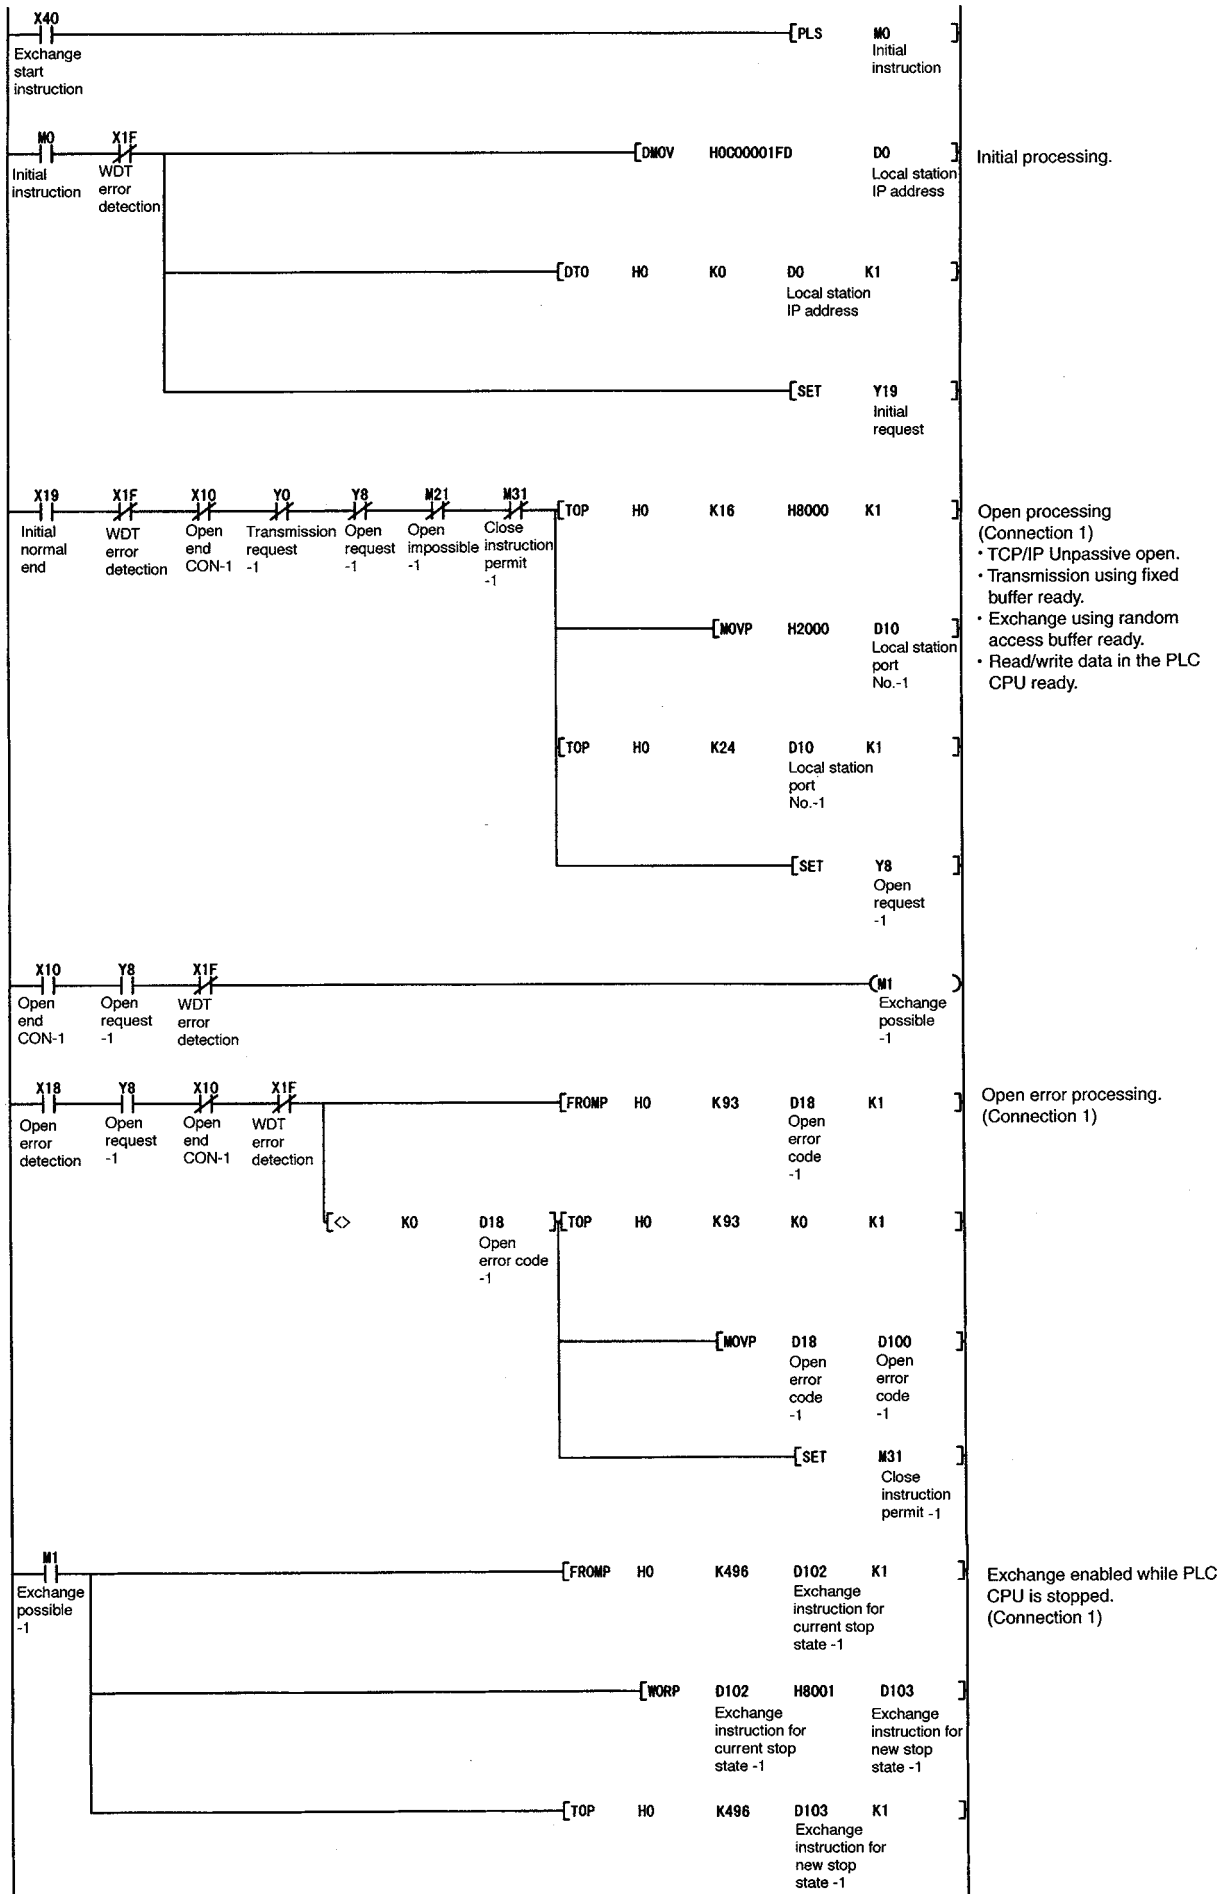 X40
[PLS M0 ]
Exchange
start
instruction
Initial
instruction
M0 X1F
[DMOV H0C00001FD D0 ]
Initial processing.
Initial
instruction
WDT
error
detection
Local station
IP address
[DTO H0 K0 D0 K1 ]
Local station
IP address
[SET Y19 ]
Initial
request
X19 X1F X10 Y0 Y8 M21 M31
[TOP H0 K16 H8000 K1 ]
Initial
normal
end
WDT
error
detection
Open
end
CON-1
Transmission
request
-1
Open
request
-1
Open
impossible
-1
Close
instruction
permit
-1
Open processing
(Connection 1)
• TCP/IP Unpassive open.
• Transmission using fixed
buffer ready.
• Exchange using random
access buffer ready.
• Read/write data in the PLC
CPU ready.
[MOVP H2000 D10 ]
Local station
port
No.-1
[TOP H0 K24 D10 K1 ]
Local station
port
No.-1
[SET Y8 ]
Open
request
-1
X10 Y8 X1F
(M1 )
Open
end
CON-1
Open
request
-1
WDT
error
detection
Exchange
possible
-1
X18 Y8 X10 X1F
[FROMP H0 K93 D18 K1 ]
Open
error
detection
Open
request
-1
Open
end
CON-1
WDT
error
detection
Open
error
code
-1
Open error processing.
(Connection 1)
[<> K0 D18 ][TOP H0 K93 K0 K1 ]
Open
error code
-1
[MOVP D18 D100 ]
Open
error
code
-1
Open
error
code
-1
[SET M31 ]
Close
instruction
permit -1
M1
[FROMP H0 K496 D102 K1 ]
Exchange
possible
-1
Exchange
instruction for
current stop
state -1
Exchange enabled while PLC
CPU is stopped.
(Connection 1)
[WORP D102 H8001 D103 ]
Exchange
instruction for
current stop
state -1
Exchange
instruction for
new stop
state -1
[TOP H0 K496 D103 K1 ]
Exchange
instruction for
new stop
state -1